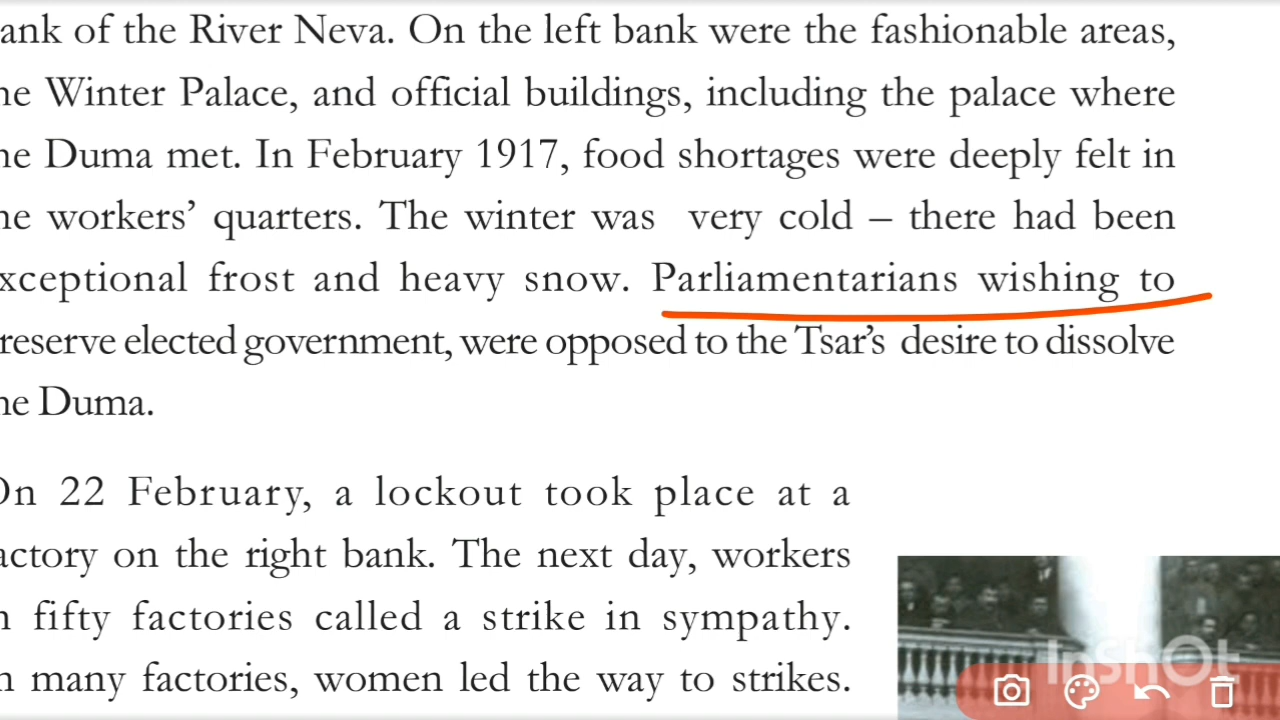 ank of the River Neva. On the left bank were the fashionable areas,
he Winter Palace, and official buildings, including the palace where
he Duma met. In February 1917, food shortages were deeply felt in
he workers’ quarters. The winter was very cold – there had been
xceptional frost and heavy snow. Parliamentarians wishing to
reserve elected government, were opposed to the Tsar’s desire to dissolve
he Duma.
On 22 February, a lockout took place at a
actory on the right bank. The next day, workers
n fifty factories called a strike in sympathy.
n many factories, women led the way to strikes.
InShOt